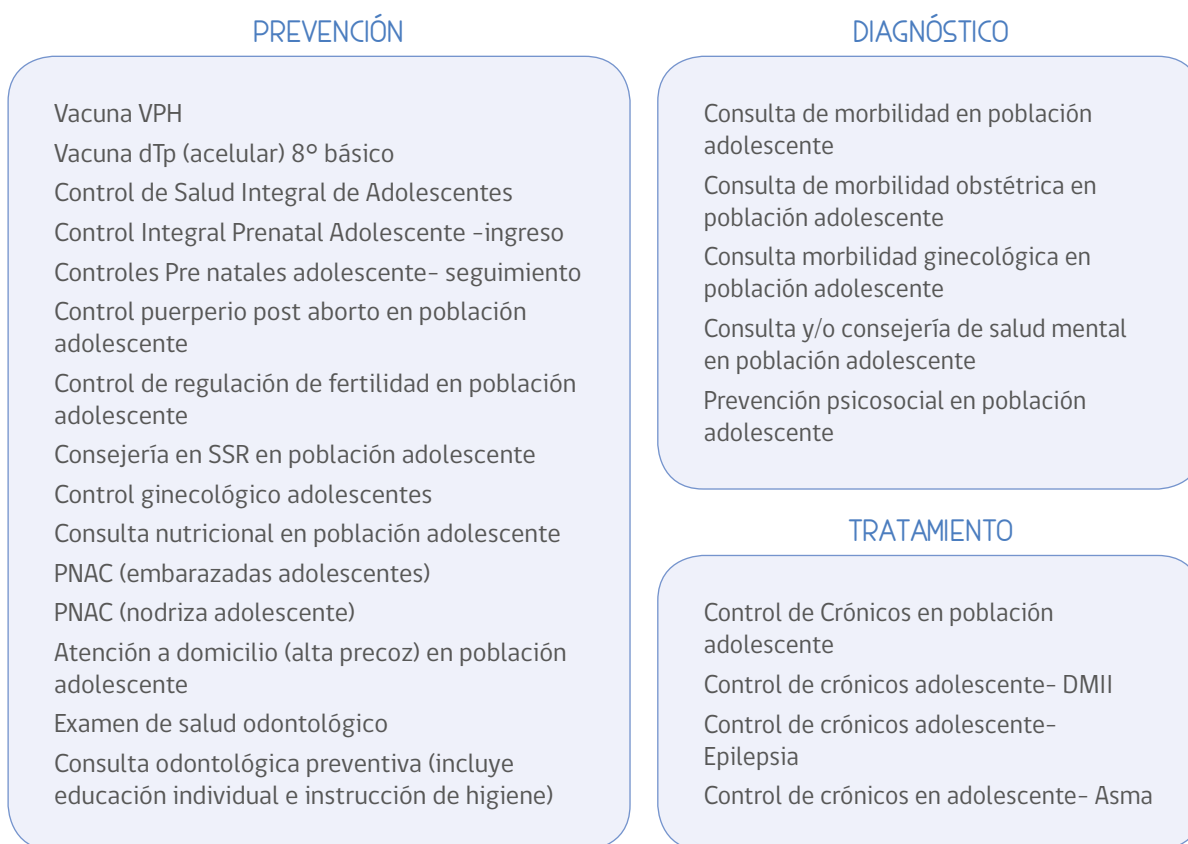 PREVENCIÓN
Vacuna VPH
Vacuna dTp (acelular) 8º básico
Control de Salud Integral de Adolescentes
Control Integral Prenatal Adolescente -ingreso
Controles Pre natales adolescente- seguimiento
Control puerperio post aborto en población
adolescente
Control de regulación de fertilidad en población
adolescente
Consejería en SSR en población adolescente
Control ginecológico adolescentes
Consulta nutricional en población adolescente
PNAC (embarazadas adolescentes)
PNAC (nodriza adolescente)
Atención a domicilio (alta precoz) en población
adolescente
Examen de salud odontológico
Consulta odontológica preventiva (incluye
educación individual e instrucción de higiene)
DIAGNÓSTICO
Consulta de morbilidad en población
adolescente
Consulta de morbilidad obstétrica en
población adolescente
Consulta morbilidad ginecológica en
población adolescente
Consulta y/o consejería de salud mental
en población adolescente
Prevención psicosocial en población
adolescente
TRATAMIENTO
Control de Crónicos en población
adolescente
Control de crónicos adolescente- DMII
Control de crónicos adolescente-
Epilepsia
Control de crónicos en adolescente- Asma